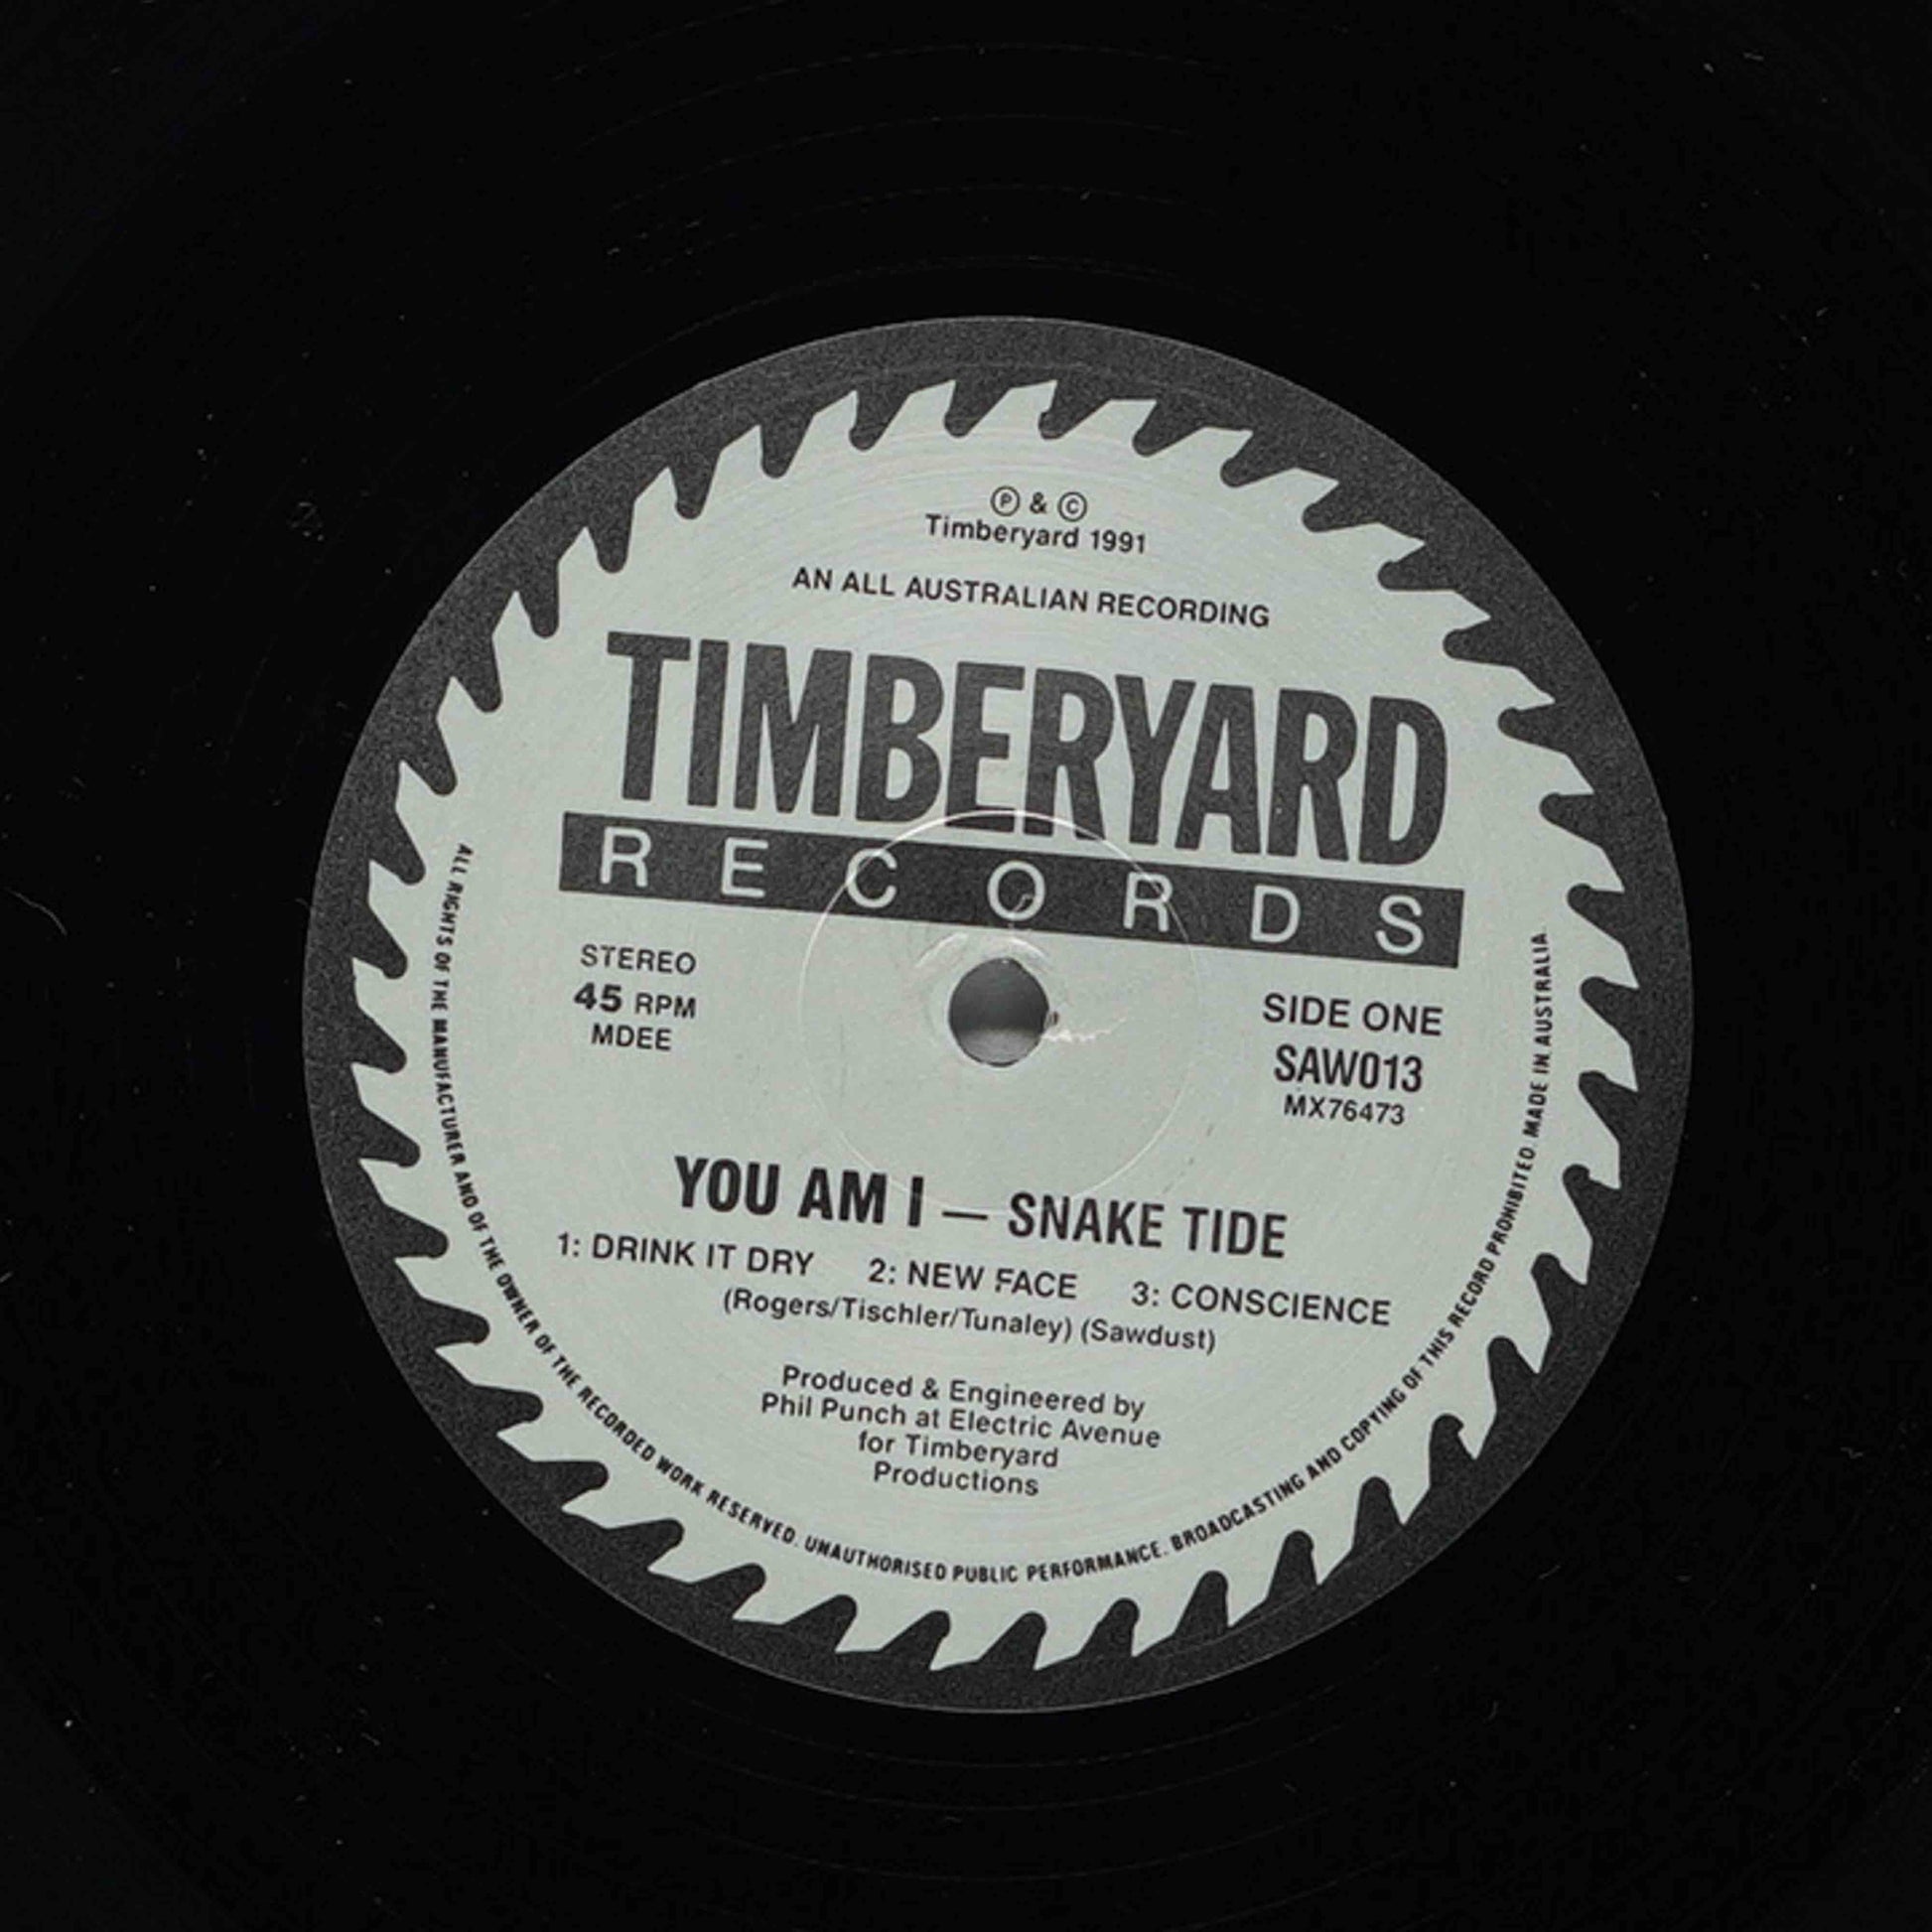 Ⓟ & Ⓒ
Timberyard 1991
AN ALL AUSTRALIAN RECORDING
TIMBERYARD
RECORDS
STEREO
45 RPM
MDEE
SIDE ONE
SAW013
MX76473
YOU AM I — SNAKE TIDE
1: DRINK IT DRY 2: NEW FACE 3: CONSCIENCE
(Rogers/Tischler/Tunaley) (Sawdust)
Produced & Engineered by
Phil Punch at Electric Avenue
for Timberyard
Productions
ALL RIGHTS OF THE MANUFACTURER AND OF THE OWNER OF THE RECORDED WORK RESERVED. UNAUTHORISED PUBLIC PERFORMANCE. BROADCASTING AND COPYING OF THIS RECORD PROHIBITED. MADE IN AUSTRALIA.